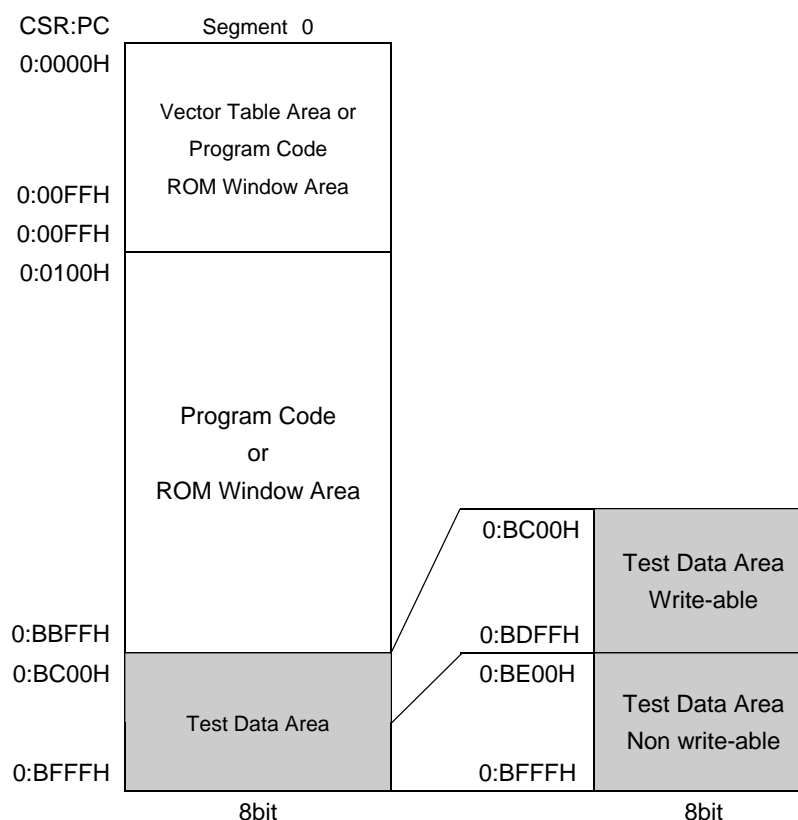 CSR:PC
Segment 0
0:0000H
Vector Table Area or
Program Code
ROM Window Area
0:00FFH
0:00FFH
0:0100H
Program Code
or
ROM Window Area
0:BBFFH
0:BC00H
Test Data Area
0:BFFFH
8bit
0:BC00H
Test Data Area
Write-able
0:BDFFH
0:BE00H
Test Data Area
Non write-able
0:BFFFH
8bit